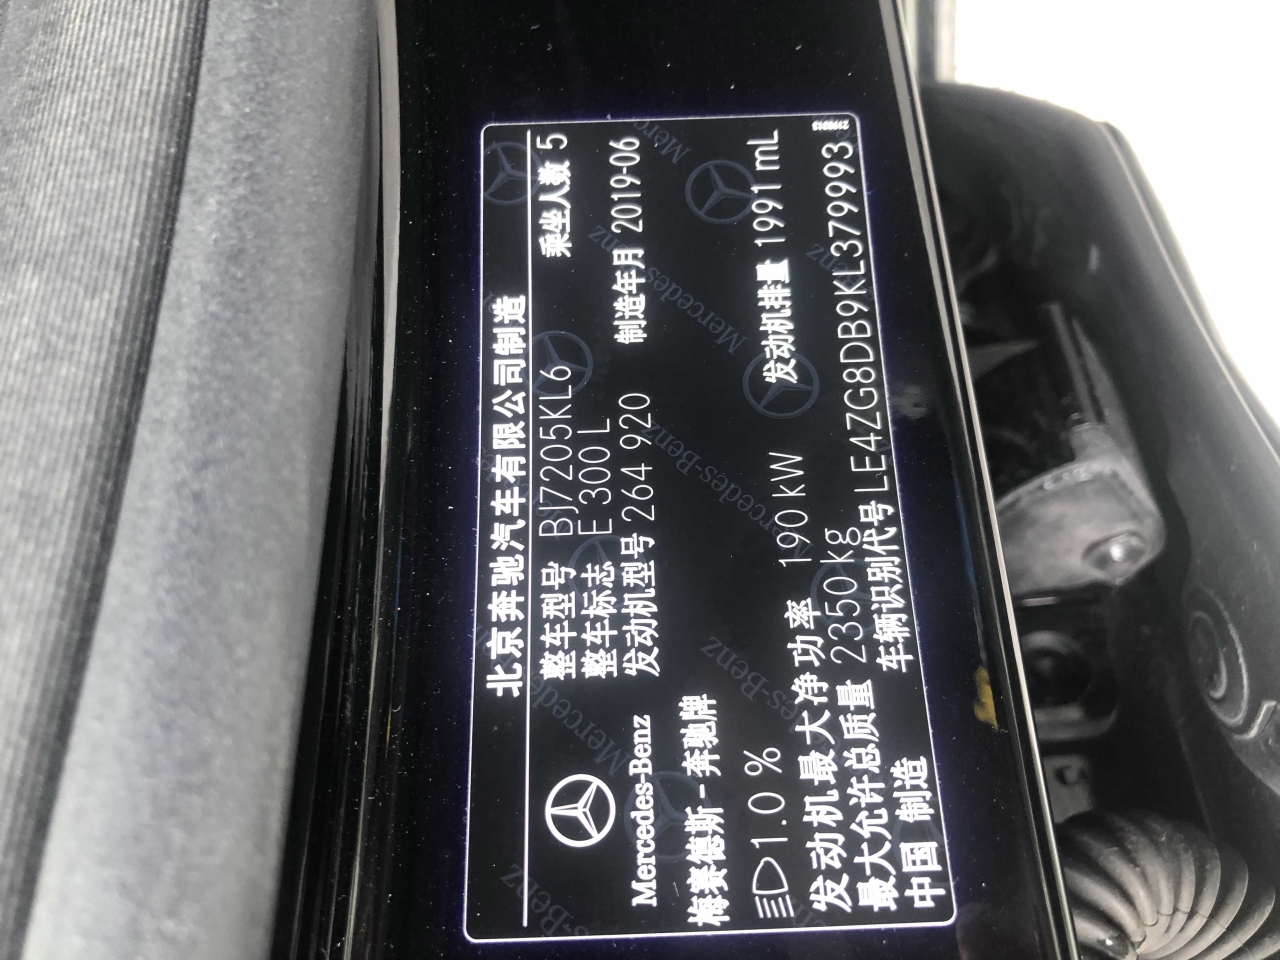 北京奔驰汽车有限公司制造
整车型号 BJ7205KL6 乘坐人数 5
整车标志 E 300 L
发动机型号 264 920 制造年月 2019-06
Mercedes-Benz
梅赛德斯-奔驰牌
1.0 %
发动机最大净功率 190 kW 发动机排量 1991 mL
最大允许总质量 2350 kg
中国 制造 车辆识别代号 LE4ZG8DB9KL379993
Mercedes-Benz